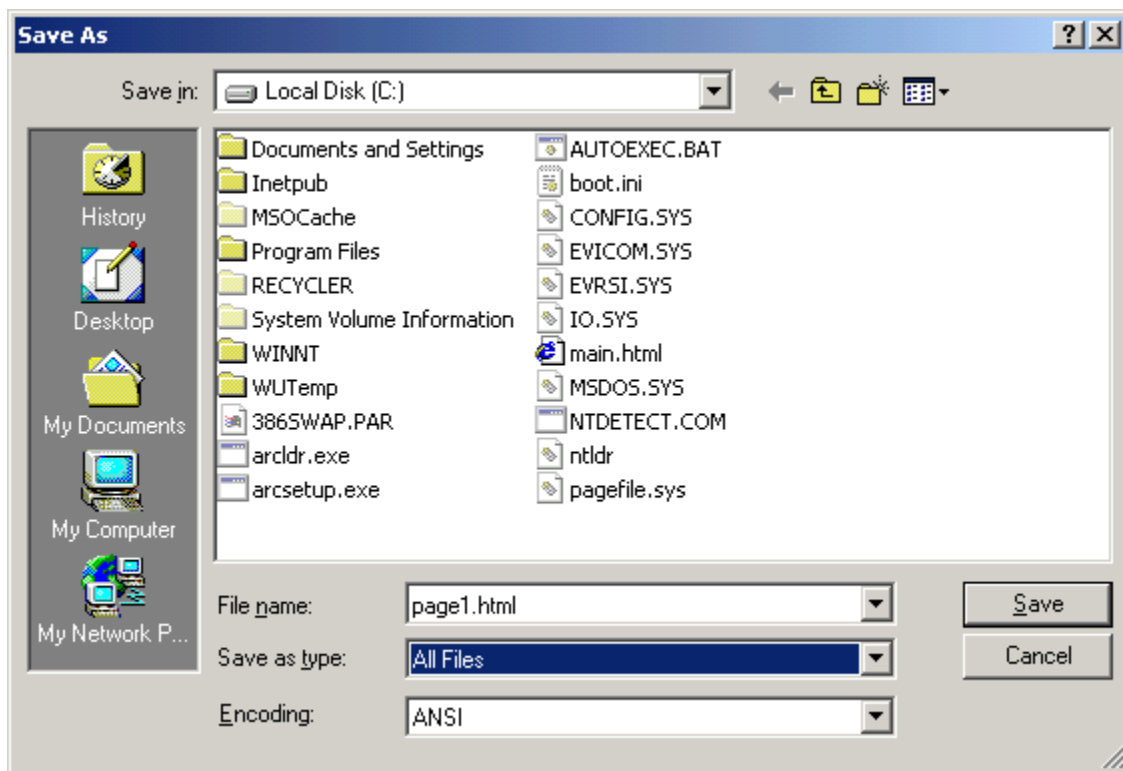 Save As
Save in: Local Disk (C:)
History
Desktop
My Documents
My Computer
My Network P...
Documents and Settings
Inetpub
MSOCache
Program Files
RECYCLER
System Volume Information
WINNT
WUTemp
386SWAP.PAR
arcldr.exe
arcsetup.exe
AUTOEXEC.BAT
boot.ini
CONFIG.SYS
EVICOM.SYS
EVRSI.SYS
IO.SYS
main.html
MSDOS.SYS
NTDETECT.COM
ntldr
pagefile.sys
File name: page1.html Save
Save as type: All Files Cancel
Encoding: ANSI